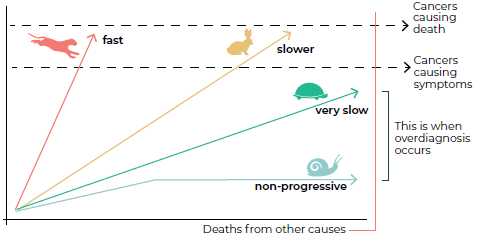 Cancers
causing
death
fast
slower
Cancers
causing
symptoms
very slow
This is when
overdiagnosis
occurs
non-progressive
Deaths from other causes